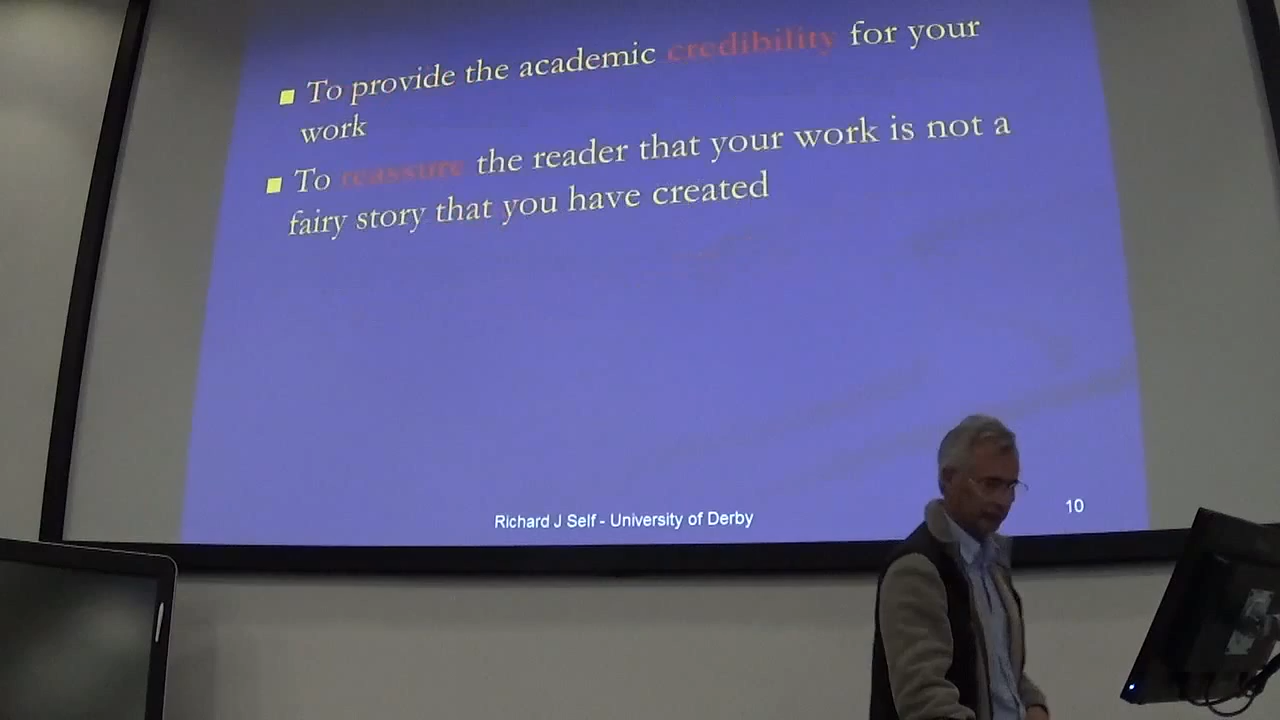 To provide the academic credibility for your
work
To reassure the reader that your work is not a
fairy story that you have created
Richard J Self - University of Derby
10